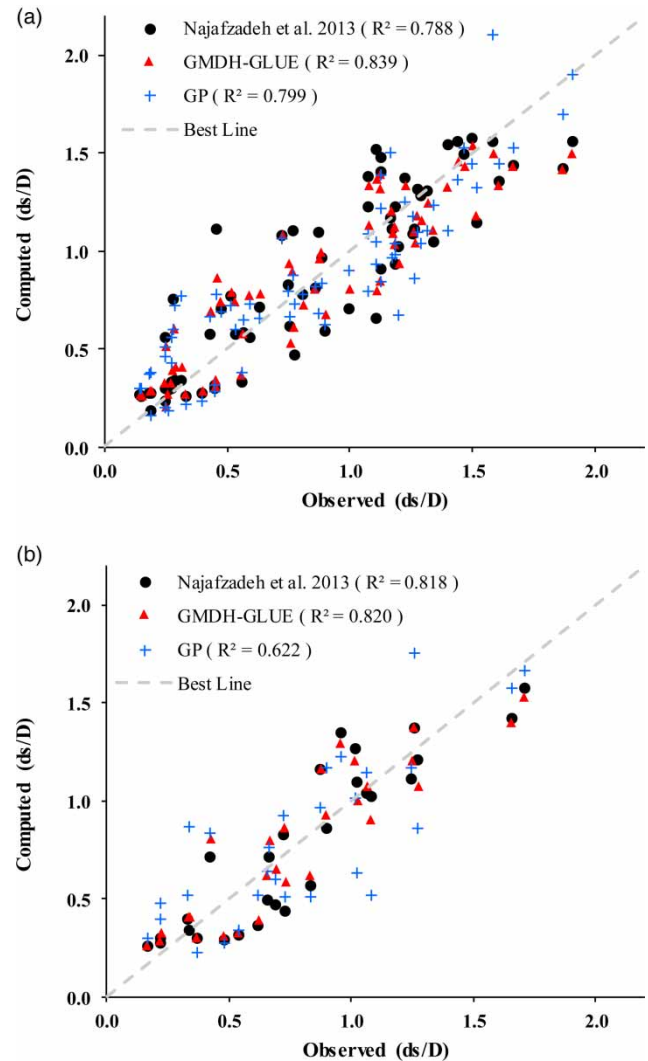 (a)
Najafzadeh et al. 2013 ( R² = 0.788 )
GMDH-GLUE ( R² = 0.839 )
GP ( R² = 0.799 )
Best Line
2.0
1.5
1.0
0.5
0.0
Computed (ds/D)
0.0 0.5 1.0 1.5 2.0
Observed (ds/D)
(b)
Najafzadeh et al. 2013 ( R² = 0.818 )
GMDH-GLUE ( R² = 0.820 )
GP ( R² = 0.622 )
Best Line
2.0
1.5
1.0
0.5
0.0
Computed (ds/D)
0.0 0.5 1.0 1.5 2.0
Observed (ds/D)